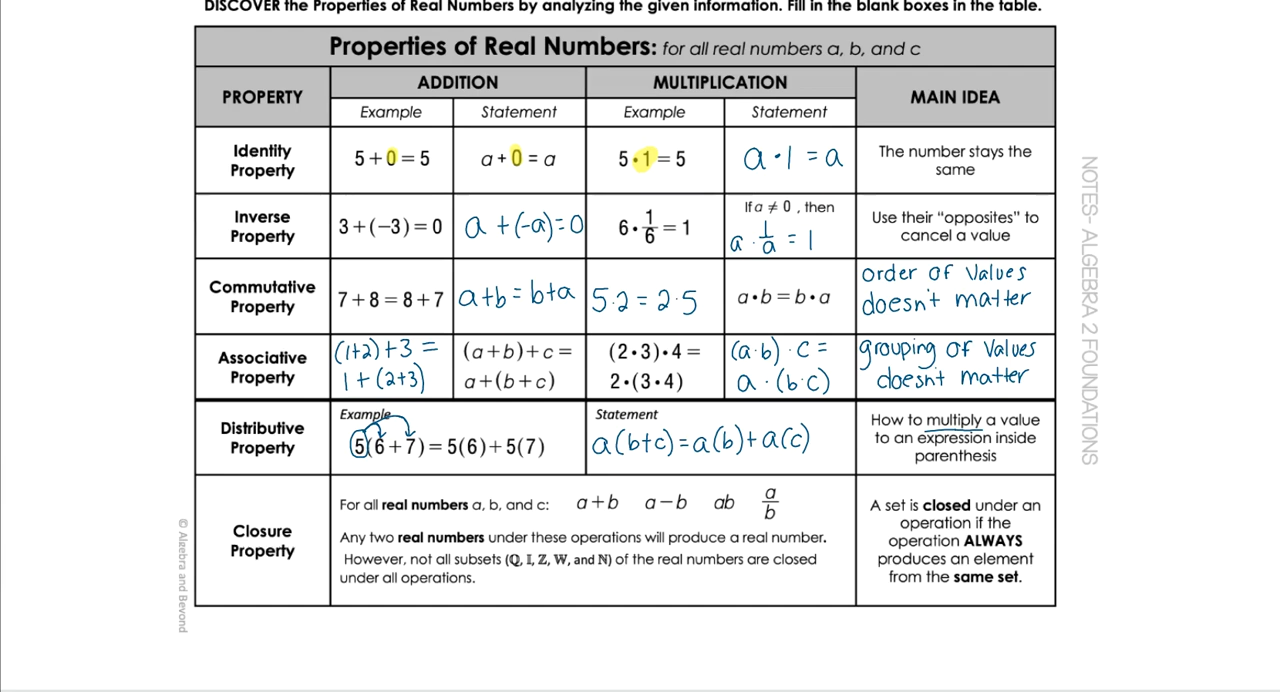 DISCOVER the Properties of Real Numbers by analyzing the given information. Fill in the blank boxes in the table.
Properties of Real Numbers: for all real numbers a, b, and c
PROPERTY
ADDITION
MULTIPLICATION
MAIN IDEA
Example
Statement
Example
Statement
Identity
Property
5 + 0 = 5
a + 0 = a
5 • 1 = 5
a · 1 = a
The number stays the
same
Inverse
Property
3 + (−3) = 0
a + (-a) = 0
6 • 1/6 = 1
If a ≠ 0 , then
a · 1/a = 1
Use their "opposites" to
cancel a value
Commutative
Property
7 + 8 = 8 + 7
a+b = b+a
5·2 = 2·5
a • b = b • a
order of values
doesn't matter
Associative
Property
(1+2)+3 =
1+(2+3)
(a+b)+c =
a+(b+c)
(2•3)•4 =
2•(3•4)
(a·b)·c =
a·(b·c)
grouping of values
doesn't matter
Distributive
Property
Example
5(6+7) = 5(6)+5(7)
Statement
a(b+c)=a(b)+a(c)
How to multiply a value
to an expression inside
parenthesis
Closure
Property
For all real numbers a, b, and c: a+b a−b ab a/b
Any two real numbers under these operations will produce a real number.
However, not all subsets (ℚ, 𝕀, ℤ, 𝕎, and ℕ) of the real numbers are closed
under all operations.
A set is closed under an
operation if the
operation ALWAYS
produces an element
from the same set.
NOTES- ALGEBRA 2 FOUNDATIONS
© Algebra and Beyond